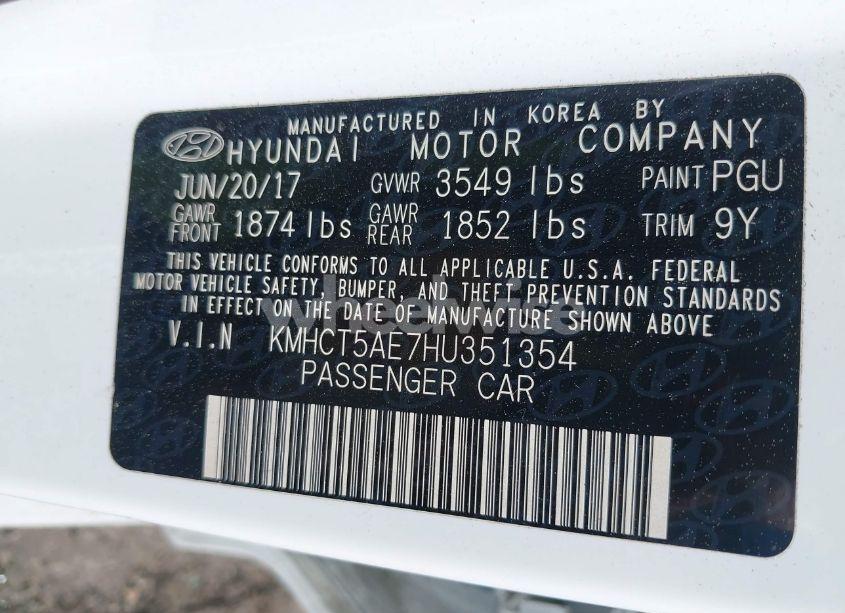 MANUFACTURED IN KOREA BY
HYUNDAI MOTOR COMPANY
JUN/20/17 GVWR 3549 lbs PAINT PGU
GAWR FRONT 1874 lbs GAWR REAR 1852 lbs TRIM 9Y
THIS VEHICLE CONFORMS TO ALL APPLICABLE U.S.A. FEDERAL
MOTOR VEHICLE SAFETY, BUMPER, AND THEFT PREVENTION STANDARDS
IN EFFECT ON THE DATE OF MANUFACTURE SHOWN ABOVE
wheelwire
V.I.N KMHCT5AE7HU351354
PASSENGER CAR